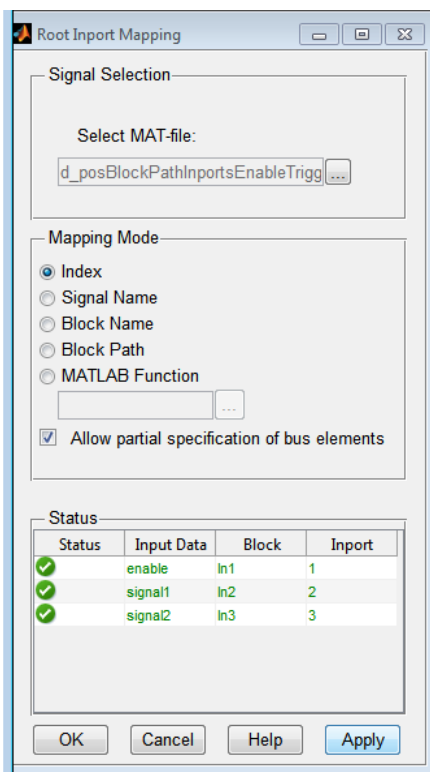 Root Inport Mapping
Signal Selection
Select MAT-file:
d_posBlockPathInportsEnableTrigg ...
Mapping Mode
Index
Signal Name
Block Name
Block Path
MATLAB Function
...
Allow partial specification of bus elements
Status
Status Input Data Block Inport
enable In1 1
signal1 In2 2
signal2 In3 3
OK Cancel Help Apply